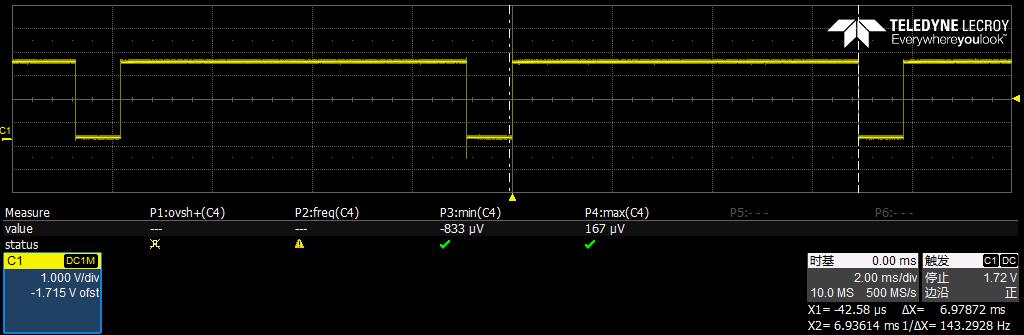 TELEDYNE LECROY
Everywhereyoulook™
C1
Measure P1:ovsh+(C4) P2:freq(C4) P3:min(C4) P4:max(C4) P5:- - - P6:- - -
value --- --- -833 µV 167 µV
status
C1 DC1M
1.000 V/div
-1.715 V ofst
时基 0.00 ms
2.00 ms/div
10.0 MS 500 MS/s
触发 C1 DC
停止 1.72 V
边沿 正
X1= -42.58 µs ΔX= 6.97872 ms
X2= 6.93614 ms 1/ΔX= 143.2928 Hz